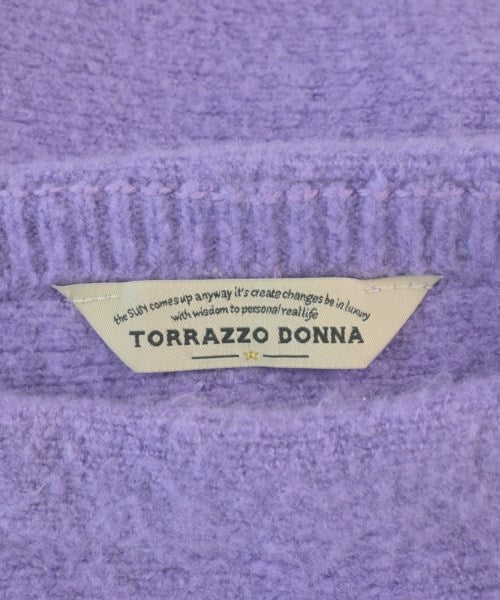 the SUN comes up anyway it's create changes be in luxury
with wisdom to personal real life
TORRAZZO DONNA